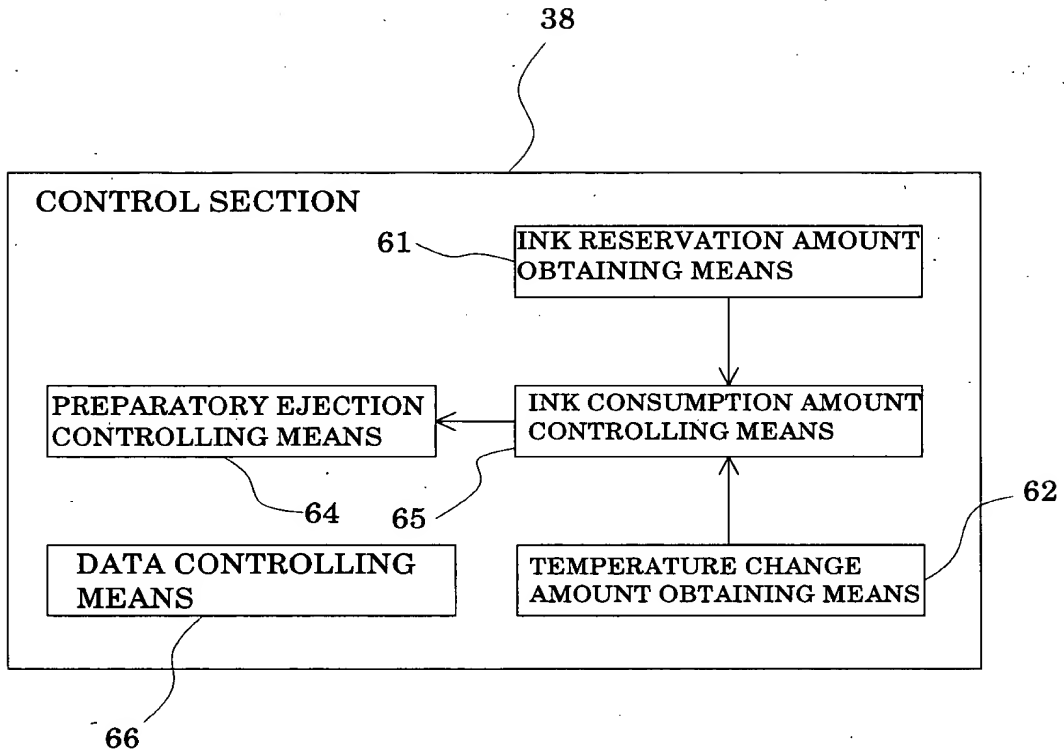 38
CONTROL SECTION
61
INK RESERVATION AMOUNT
OBTAINING MEANS
PREPARATORY EJECTION
CONTROLLING MEANS
INK CONSUMPTION AMOUNT
CONTROLLING MEANS
64
65
62
DATA CONTROLLING
MEANS
TEMPERATURE CHANGE
AMOUNT OBTAINING MEANS
66